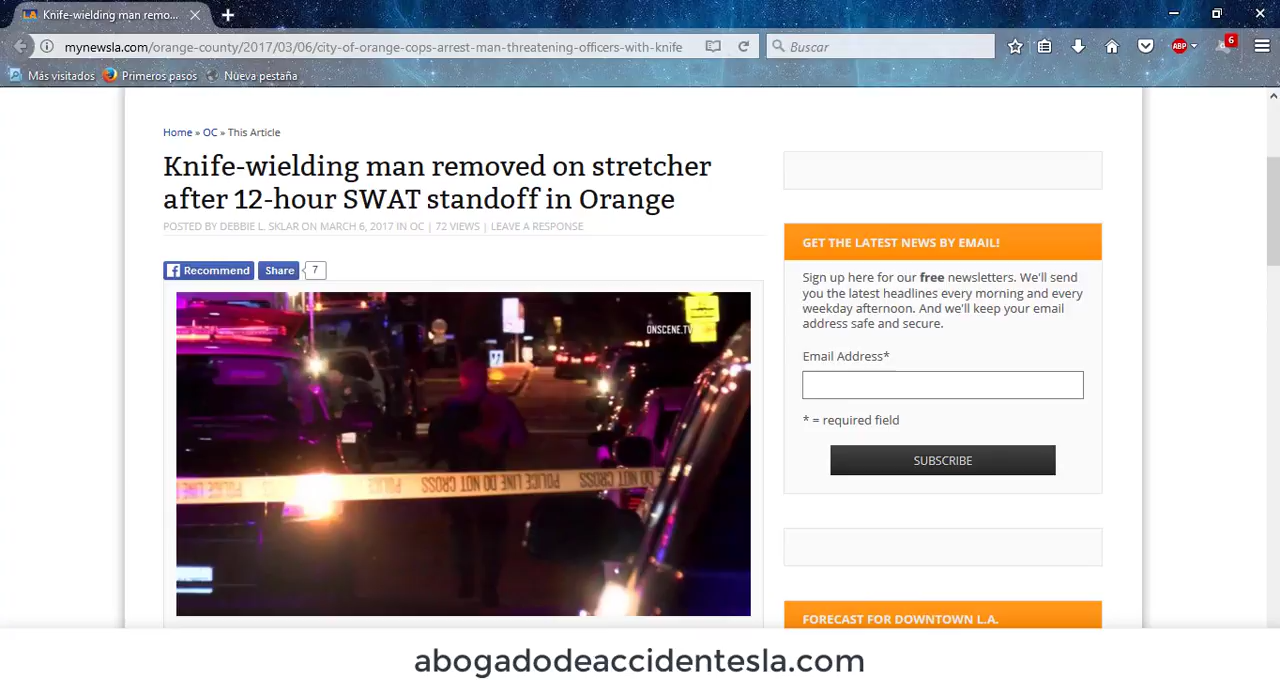 Knife-wielding man remo...
mynewsla.com/orange-county/2017/03/06/city-of-orange-cops-arrest-man-threatening-officers-with-knife
Buscar
ABP
6
Más visitados
Primeros pasos
Nueva pestaña
Home » OC » This Article
Knife-wielding man removed on stretcher
after 12-hour SWAT standoff in Orange
POSTED BY DEBBIE L. SKLAR ON MARCH 6, 2017 IN OC | 72 VIEWS | LEAVE A RESPONSE
Recommend
Share
7
ONSCENE.TV
POLICE LINE DO NOT CROSS
GET THE LATEST NEWS BY EMAIL!
Sign up here for our free newsletters. We'll send
you the latest headlines every morning and every
weekday afternoon. And we'll keep your email
address safe and secure.
Email Address*
* = required field
SUBSCRIBE
FORECAST FOR DOWNTOWN L.A.
abogadodeaccidentesla.com